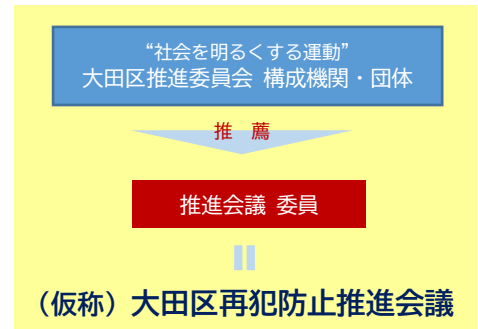 “社会を明るくする運動”
大田区推進委員会 構成機関・団体
推 薦
推進会議 委員
（仮称）大田区再犯防止推進会議